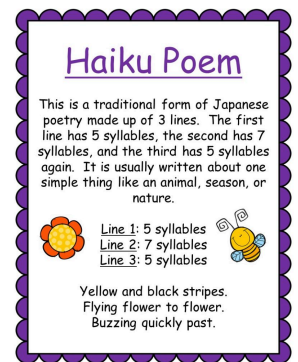 Haiku Poem
This is a traditional form of Japanese
poetry made up of 3 lines. The first
line has 5 syllables, the second has 7
syllables, and the third has 5 syllables
again. It is usually written about one
simple thing like an animal, season, or
nature.
Line 1: 5 syllables
Line 2: 7 syllables
Line 3: 5 syllables
Yellow and black stripes.
Flying flower to flower.
Buzzing quickly past.